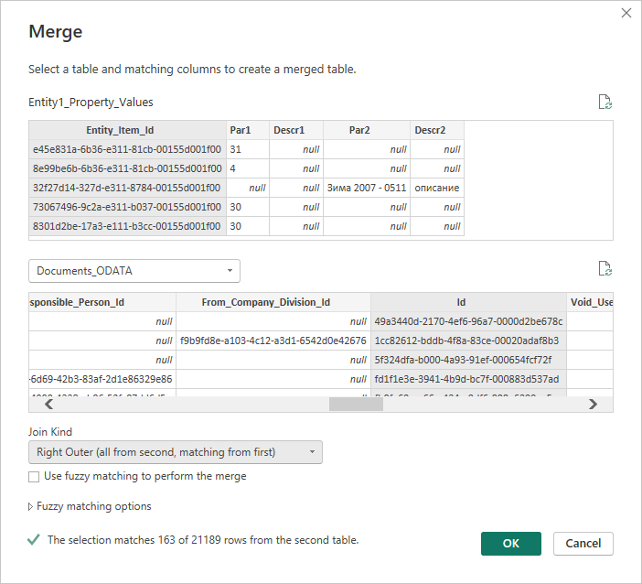 Merge
Select a table and matching columns to create a merged table.
Entity1_Property_Values
Entity_Item_Id Par1 Descr1 Par2 Descr2
e45e831a-6b36-e311-81cb-00155d001f00 31 null null null
8e99be6b-6b36-e311-81cb-00155d001f00 4 null null null
32f27d14-327d-e311-8784-00155d001f00 null null Зима 2007 - 0511 описание
73067496-9c2a-e311-b037-00155d001f00 30 null null null
8301d2be-17a3-e111-b3cc-00155d001f00 30 null null null
Documents_ODATA
sponsible_Person_Id From_Company_Division_Id Id Void_Use
null null 49a3440d-2170-4ef6-96a7-0000d2be678c
null f9b9fd8e-a103-4c12-a3d1-6542d0e42676 1cc82612-bddb-4f8a-83ce-00020adaf8b3
null null 5f324dfa-b000-4a93-91ef-000654fcf72f
-6d69-42b3-83af-2d1e86329e86 null fd1f1e3e-3941-4b9d-bc7f-000883d537ad
null
Join Kind
Right Outer (all from second, matching from first)
Use fuzzy matching to perform the merge
Fuzzy matching options
The selection matches 163 of 21189 rows from the second table.
OK Cancel